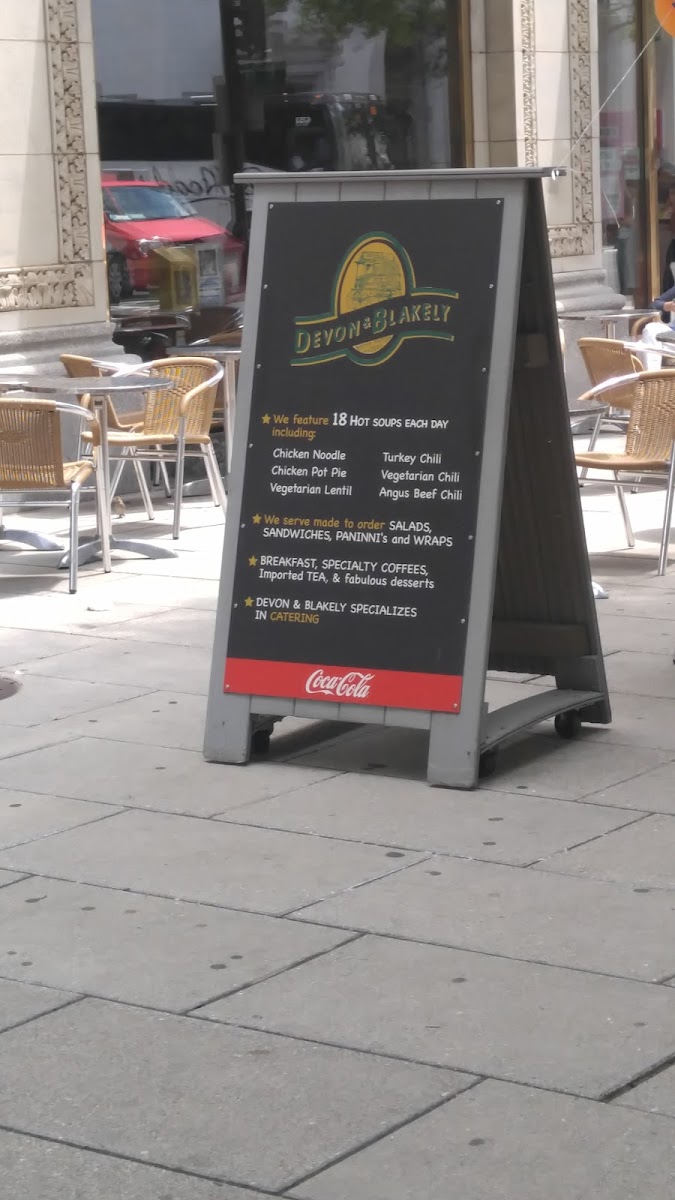 DEVON & BLAKELY
We feature 18 HOT SOUPS EACH DAY
including:
Chicken Noodle
Chicken Pot Pie
Vegetarian Lentil
Turkey Chili
Vegetarian Chili
Angus Beef Chili
We serve made to order SALADS,
SANDWICHES, PANINNI's and WRAPS
BREAKFAST, SPECIALTY COFFEES,
Imported TEA, & fabulous desserts
DEVON & BLAKELY SPECIALIZES
IN CATERING
Coca-Cola